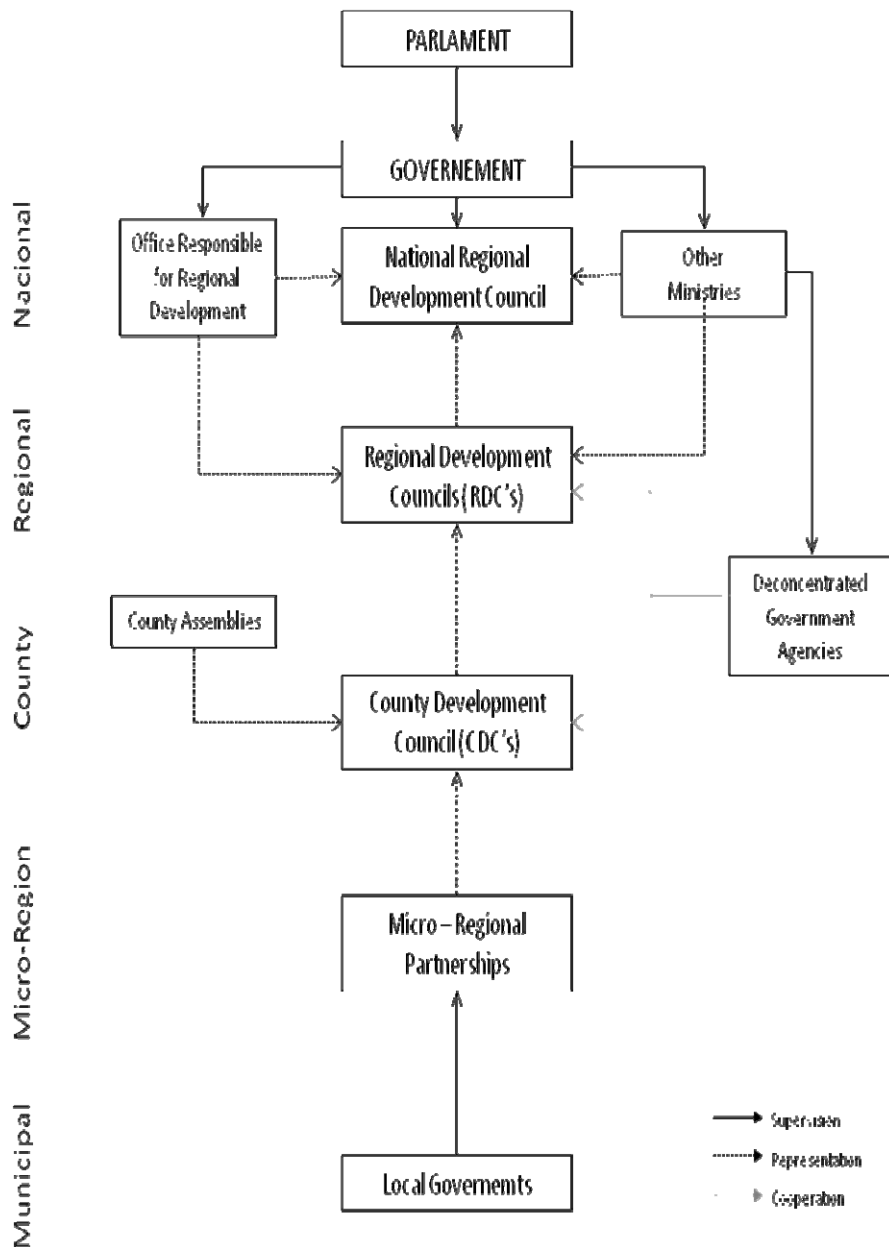 PARLAMENT
GOVERNEMENT
Nacional
Office Responsible
for Regional
Development
National Regional
Development Council
Other
Ministries
Regional
Regional Development
Councils (RDC's)
County
County Assemblies
Deconcentrated
Government
Agencies
County Development
Council (CDC's)
Micro-Region
Micro – Regional
Partnerships
Municipal
Local Governemts
Supervision
Representation
Cooperation